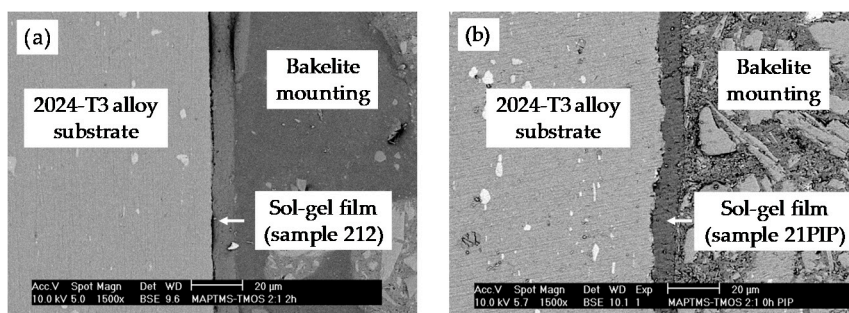 (a)
2024-T3 alloy
substrate
Bakelite
mounting
Sol-gel film
(sample 212)
Acc.V Spot Magn Det WD 20 µm
10.0 kV 5.0 1500x BSE 9.6 MAPTMS-TMOS 2:1 2h
(b)
2024-T3 alloy
substrate
Bakelite
mounting
Sol-gel film
(sample 21PIP)
Acc.V Spot Magn Det WD Exp 20 µm
10.0 kV 5.7 1500x BSE 10.1 1 MAPTMS-TMOS 2:1 0h PIP